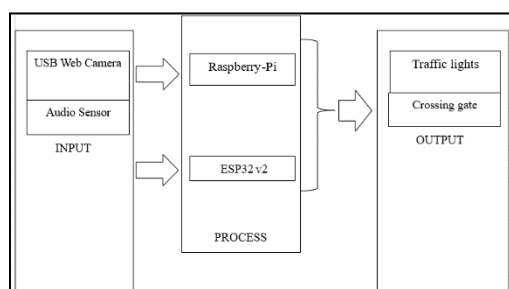 USB Web Camera
Audio Sensor
INPUT
Raspberry-Pi
ESP32 v2
PROCESS
Traffic lights
Crossing gate
OUTPUT